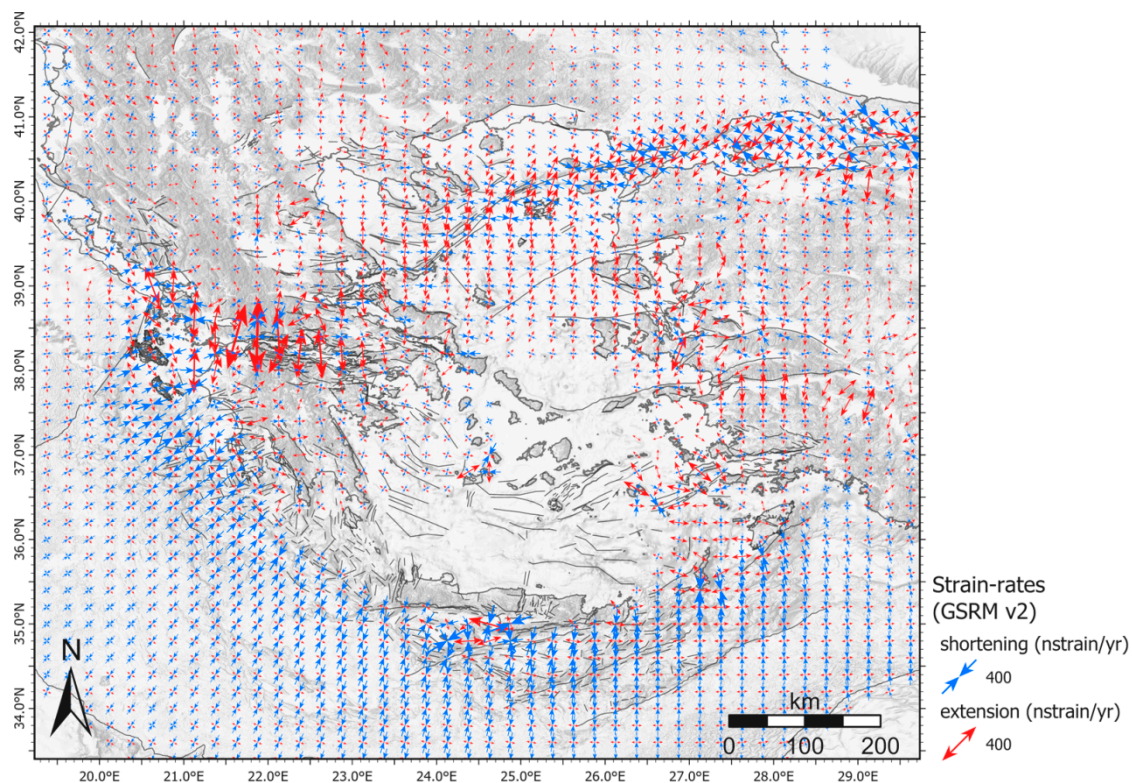 42.0°N
41.0°N
40.0°N
39.0°N
38.0°N
37.0°N
36.0°N
35.0°N
34.0°N
N
km
0 100 200
20.0°E 21.0°E 22.0°E 23.0°E 24.0°E 25.0°E 26.0°E 27.0°E 28.0°E 29.0°E
Strain-rates
(GSRM v2)
shortening (nstrain/yr)
400
extension (nstrain/yr)
400